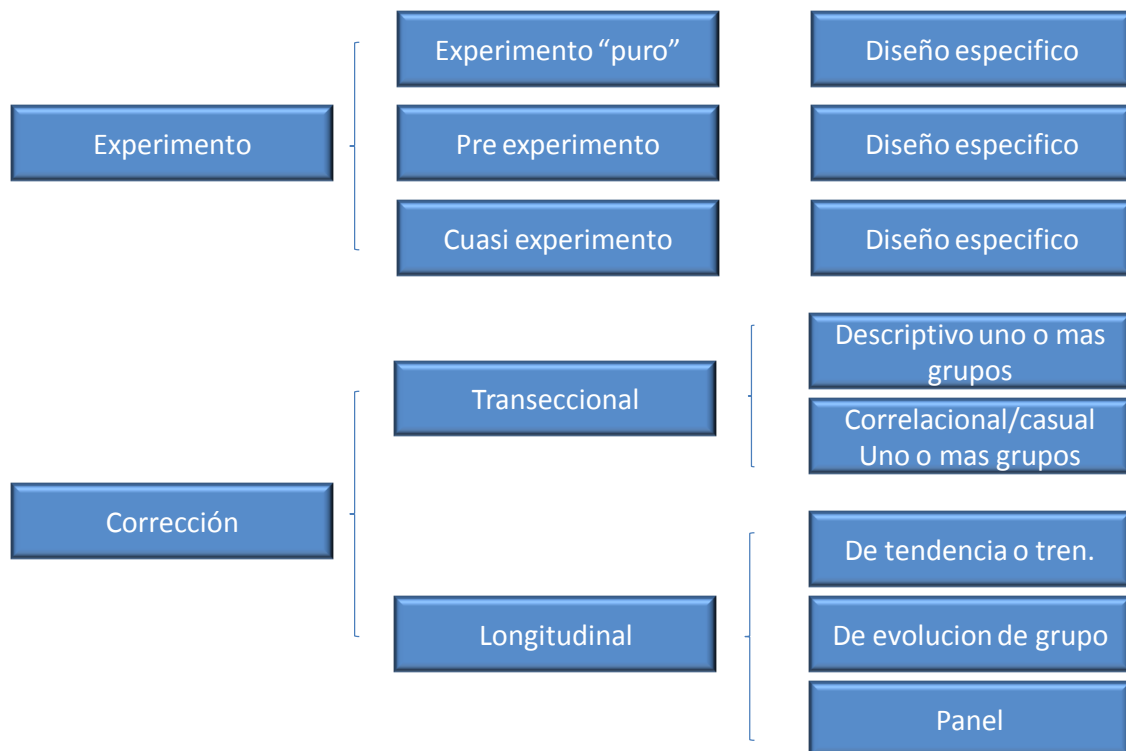 Experimento
Experimento “puro”
Diseño especifico
Pre experimento
Diseño especifico
Cuasi experimento
Diseño especifico
Corrección
Transeccional
Descriptivo uno o mas
grupos
Correlacional/casual
Uno o mas grupos
Longitudinal
De tendencia o tren.
De evolucion de grupo
Panel